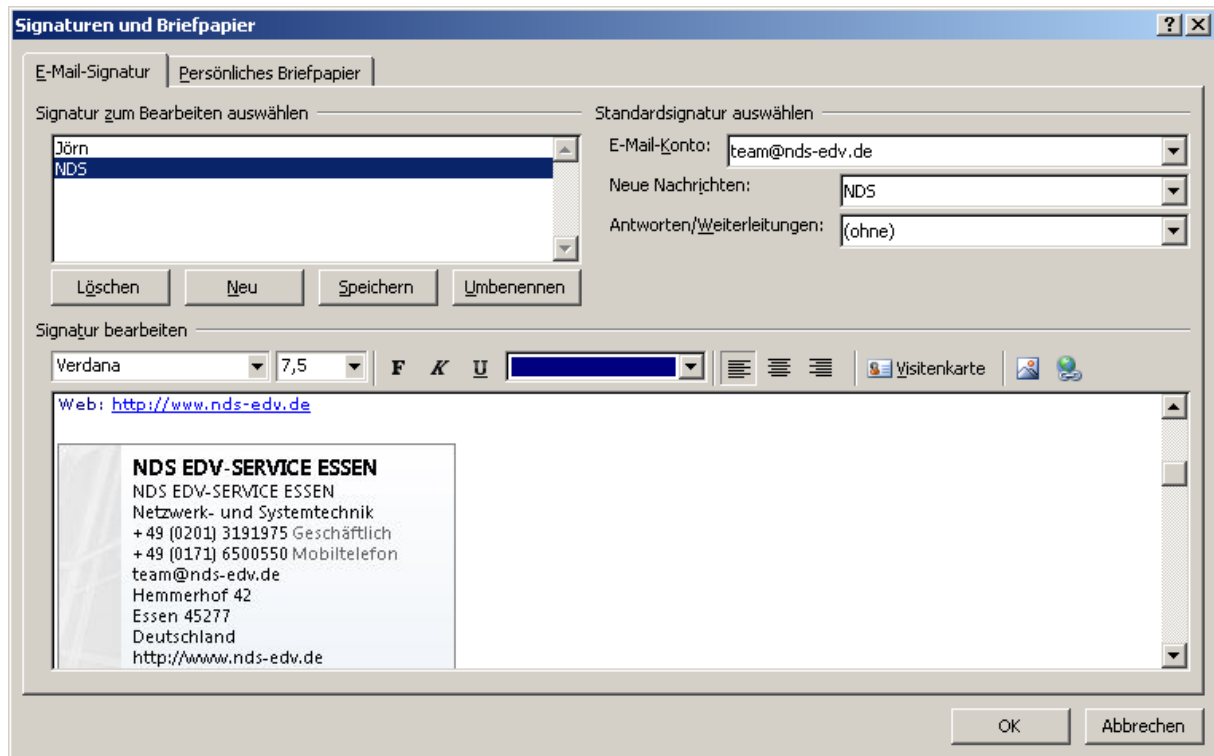 Signaturen und Briefpapier
E-Mail-Signatur
Persönliches Briefpapier
Signatur zum Bearbeiten auswählen
Jörn
NDS
Löschen
Neu
Speichern
Umbenennen
Standardsignatur auswählen
E-Mail-Konto: team@nds-edv.de
Neue Nachrichten: NDS
Antworten/Weiterleitungen: (ohne)
Signatur bearbeiten
Verdana 7,5 F K U Visitenkarte
Web: http://www.nds-edv.de
NDS EDV-SERVICE ESSEN
NDS EDV-SERVICE ESSEN
Netzwerk- und Systemtechnik
+49 (0201) 3191975 Geschäftlich
+49 (0171) 6500550 Mobiltelefon
team@nds-edv.de
Hemmerhof 42
Essen 45277
Deutschland
http://www.nds-edv.de
OK
Abbrechen